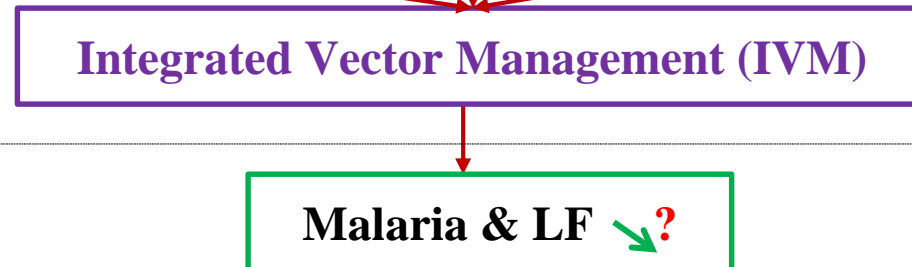 Integrated Vector Management (IVM)
Malaria & LF ?